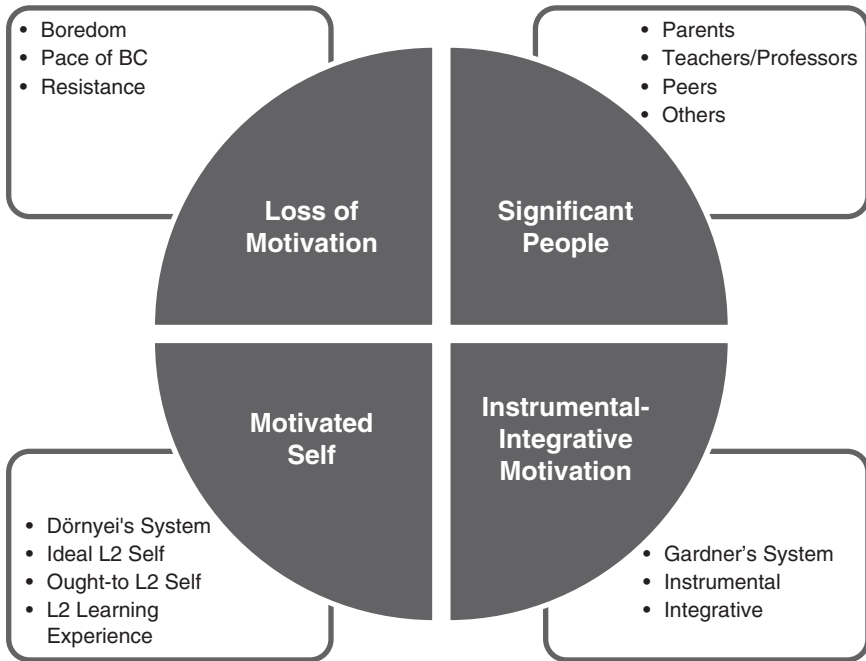 • Boredom
• Pace of BC
• Resistance
• Parents
• Teachers/Professors
• Peers
• Others
Loss of
Motivation
Significant
People
Motivated
Self
Instrumental-
Integrative
Motivation
• Dörnyei's System
• Ideal L2 Self
• Ought-to L2 Self
• L2 Learning
Experience
• Gardner’s System
• Instrumental
• Integrative